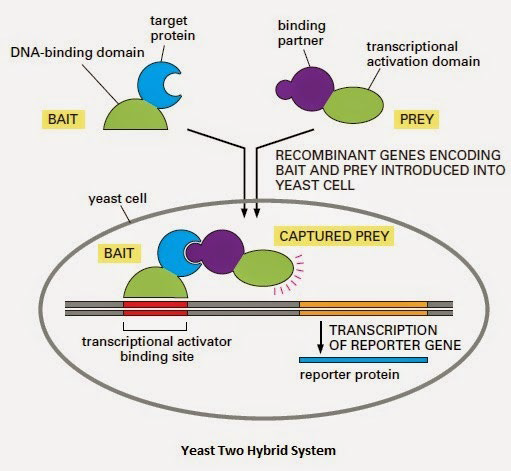 target
protein
DNA-binding domain
BAIT
binding
partner
transcriptional
activation domain
PREY
RECOMBINANT GENES ENCODING
BAIT AND PREY INTRODUCED INTO
YEAST CELL
yeast cell
BAIT
CAPTURED PREY
transcriptional activator
binding site
TRANSCRIPTION
OF REPORTER GENE
reporter protein
Yeast Two Hybrid System